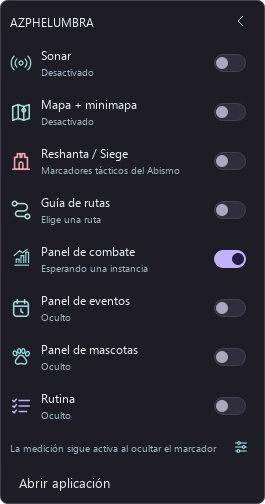 AZPHELUMBRA
Sonar
Desactivado
Mapa + minimapa
Desactivado
Reshanta / Siege
Marcadores tácticos del Abismo
Guía de rutas
Elige una ruta
Panel de combate
Esperando una instancia
Panel de eventos
Oculto
Panel de mascotas
Oculto
Rutina
Oculto
La medición sigue activa al ocultar el marcador
Abrir aplicación